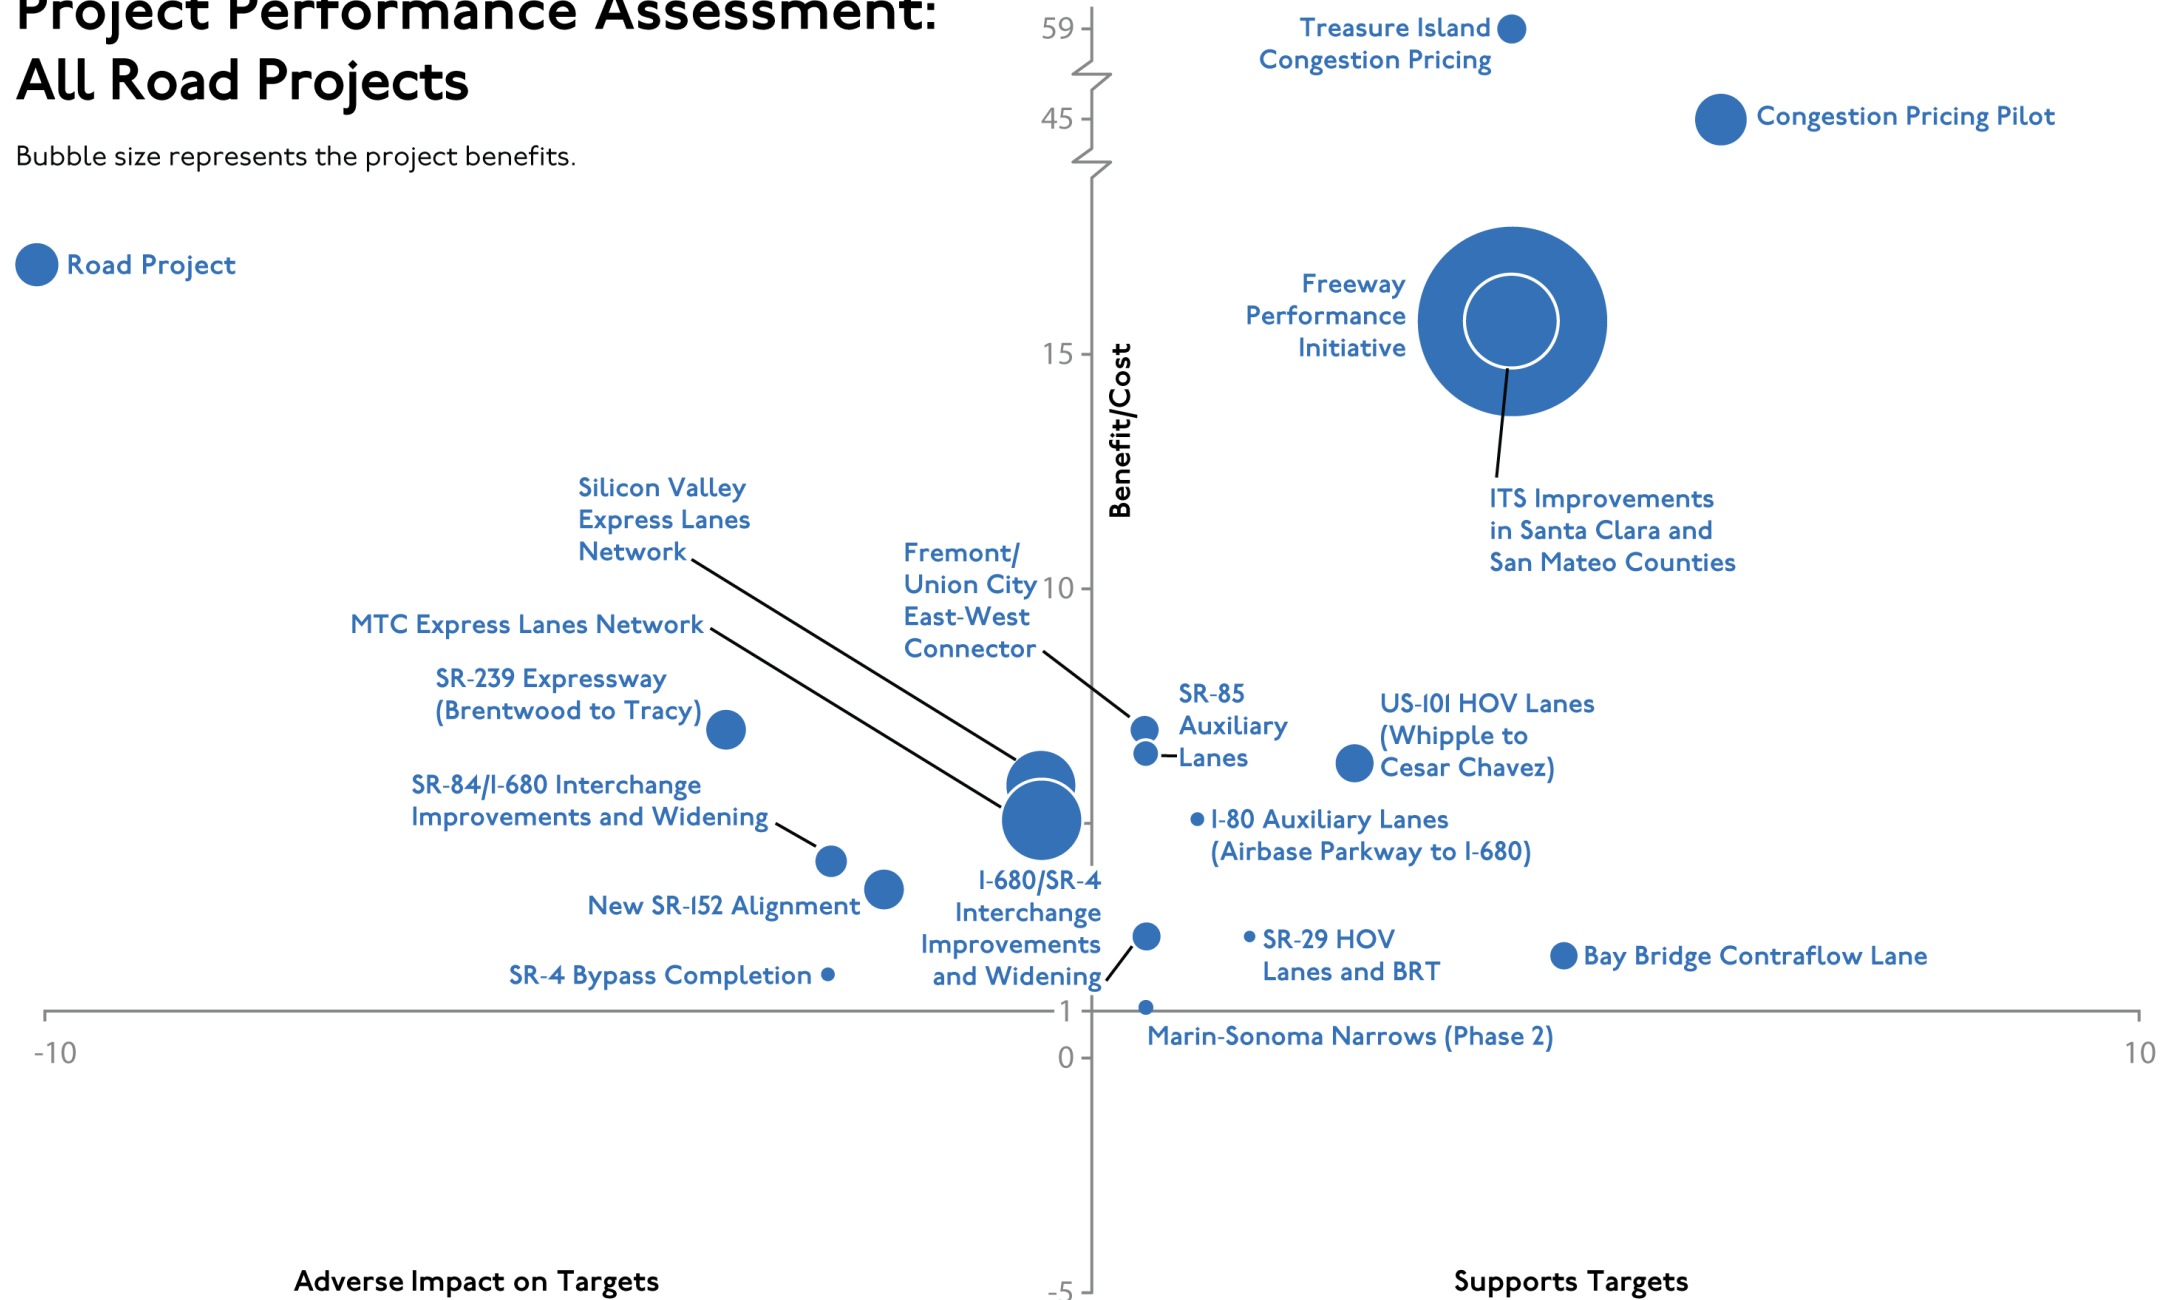 Project Performance Assessment:
All Road Projects
Bubble size represents the project benefits.
Road Project
59
45
15
10
1
0
-5
-10
10
Benefit/Cost
Treasure Island
Congestion Pricing
Congestion Pricing Pilot
Freeway
Performance
Initiative
ITS Improvements
in Santa Clara and
San Mateo Counties
Silicon Valley
Express Lanes
Network
MTC Express Lanes Network
Fremont/
Union City
East-West
Connector
SR-239 Expressway
(Brentwood to Tracy)
SR-85
Auxiliary
Lanes
US-101 HOV Lanes
(Whipple to
Cesar Chavez)
SR-84/I-680 Interchange
Improvements and Widening
I-80 Auxiliary Lanes
(Airbase Parkway to I-680)
New SR-152 Alignment
I-680/SR-4
Interchange
Improvements
and Widening
SR-29 HOV
Lanes and BRT
Bay Bridge Contraflow Lane
SR-4 Bypass Completion
Marin-Sonoma Narrows (Phase 2)
Adverse Impact on Targets
Supports Targets